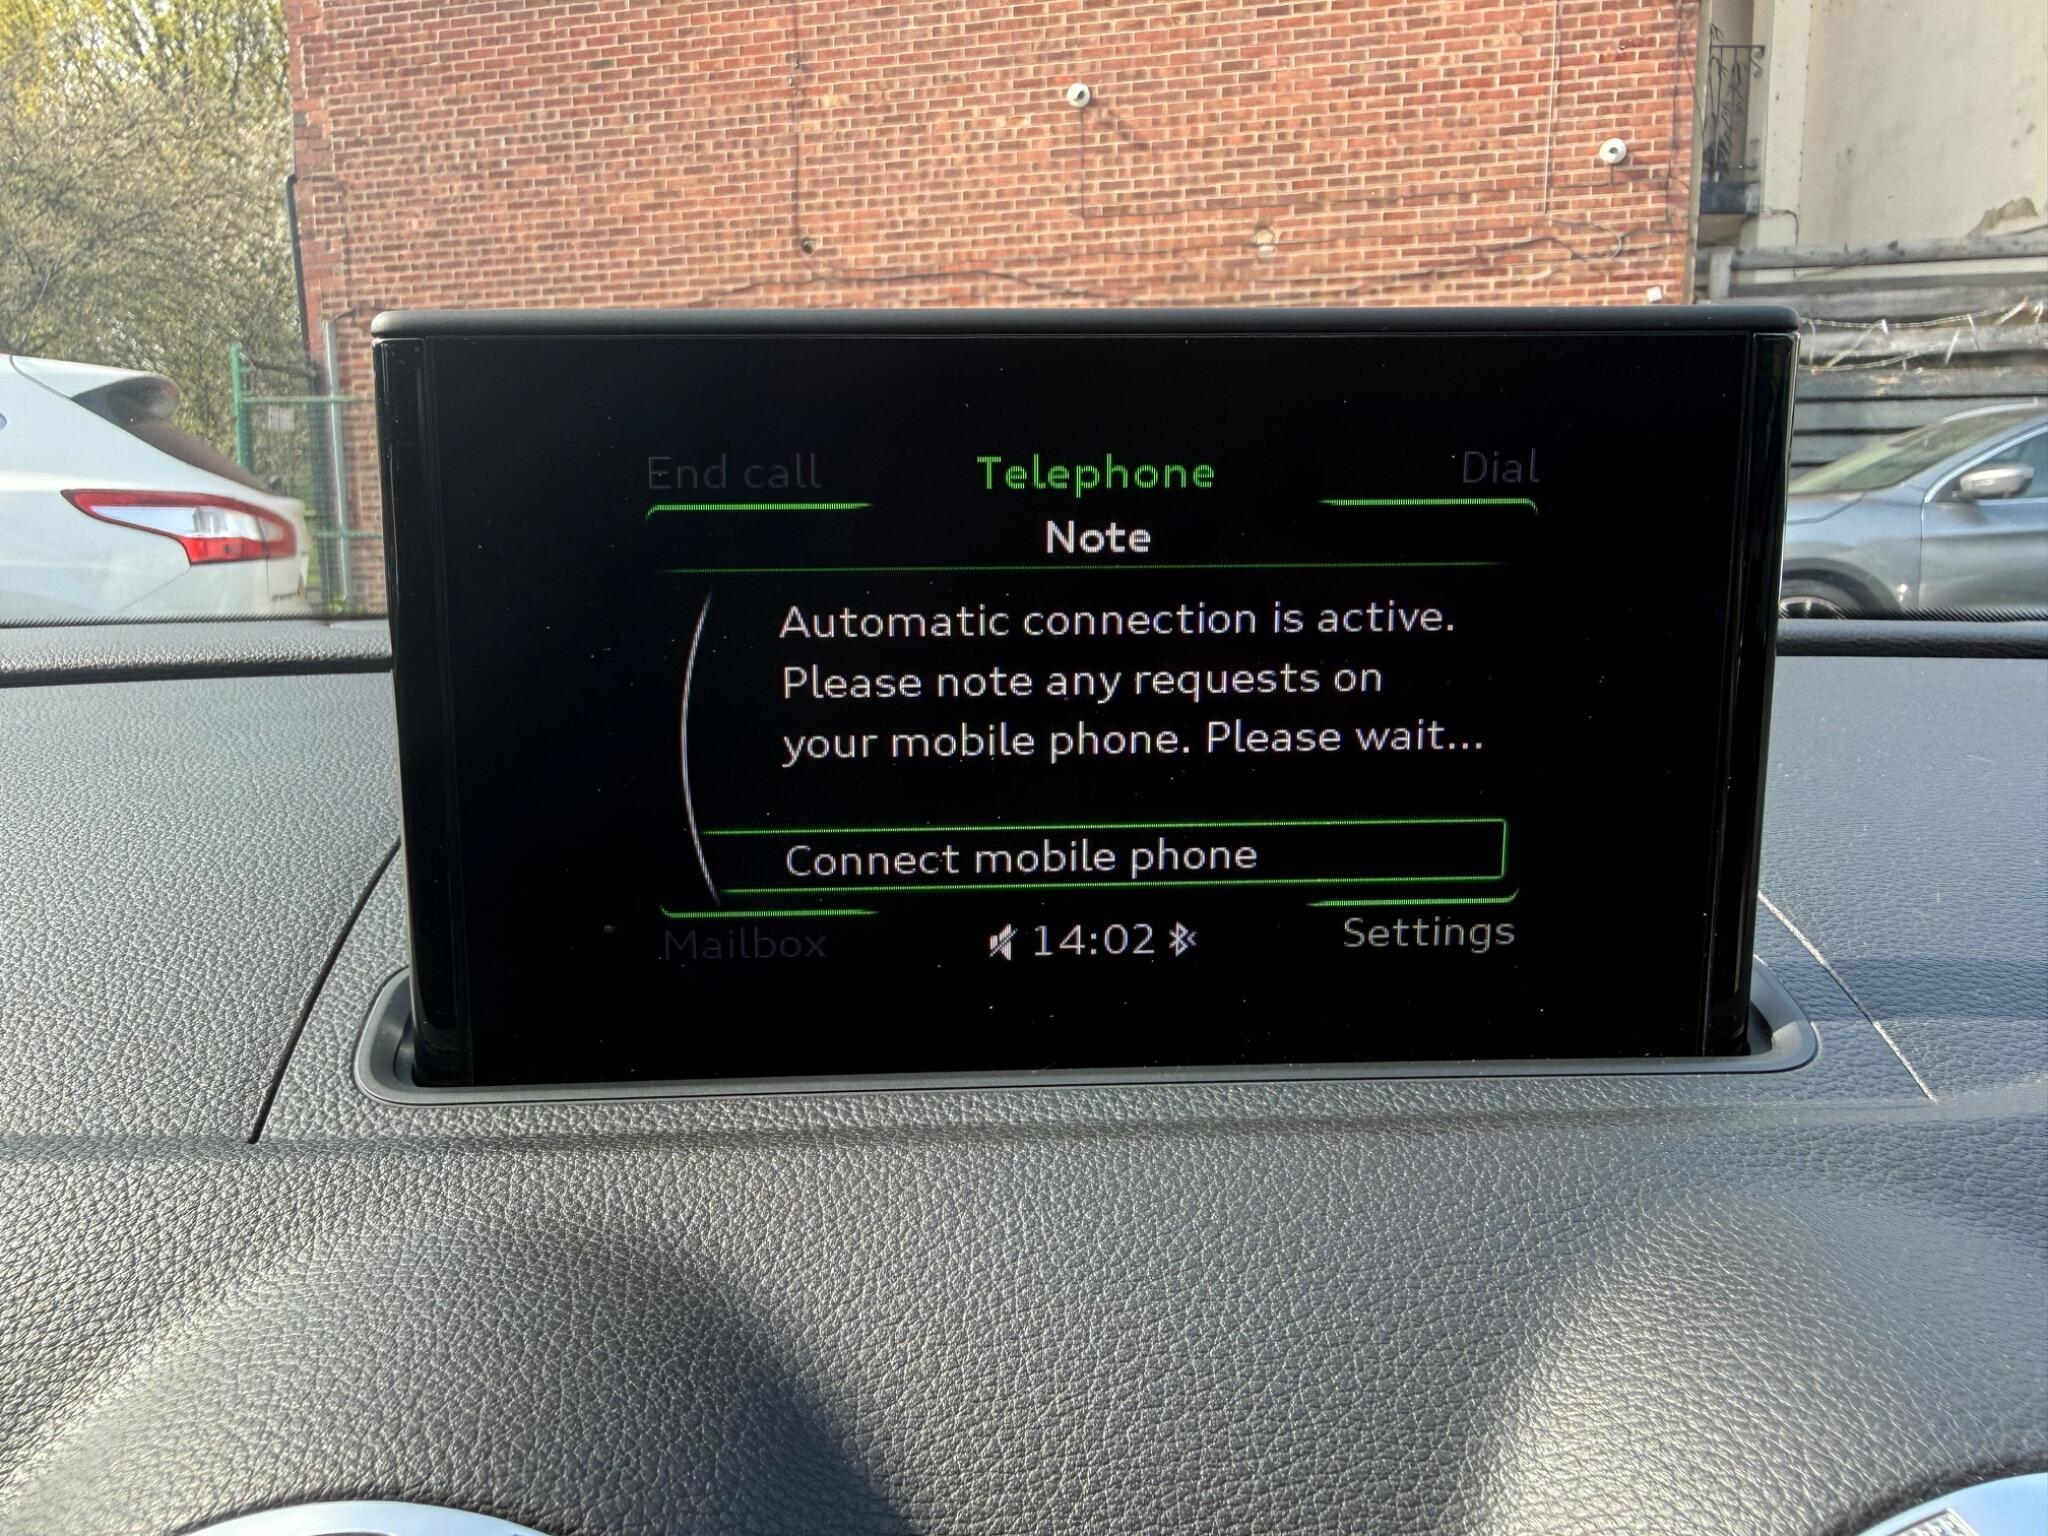 End call Telephone Dial
Note
Automatic connection is active.
Please note any requests on
your mobile phone. Please wait...
Connect mobile phone
Mailbox 14:02 Settings